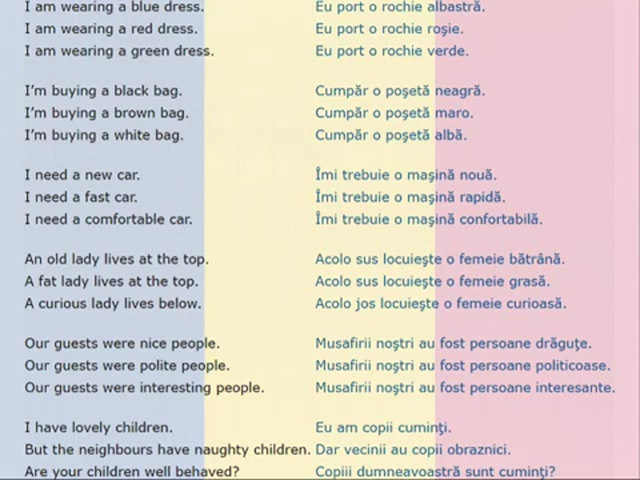 I am wearing a blue dress. Eu port o rochie albastră.
I am wearing a red dress. Eu port o rochie roşie.
I am wearing a green dress. Eu port o rochie verde.
I’m buying a black bag. Cumpăr o poşetă neagră.
I’m buying a brown bag. Cumpăr o poşetă maro.
I’m buying a white bag. Cumpăr o poşetă albă.
I need a new car. Îmi trebuie o maşină nouă.
I need a fast car. Îmi trebuie o maşină rapidă.
I need a comfortable car. Îmi trebuie o maşină confortabilă.
An old lady lives at the top. Acolo sus locuieşte o femeie bătrână.
A fat lady lives at the top. Acolo sus locuieşte o femeie grasă.
A curious lady lives below. Acolo jos locuieşte o femeie curioasă.
Our guests were nice people. Musafirii noştri au fost persoane drăguţe.
Our guests were polite people. Musafirii noştri au fost persoane politicoase.
Our guests were interesting people. Musafirii noştri au fost persoane interesante.
I have lovely children. Eu am copii cuminţi.
But the neighbours have naughty children. Dar vecinii au copii obraznici.
Are your children well behaved? Copiii dumneavoastră sunt cuminţi?